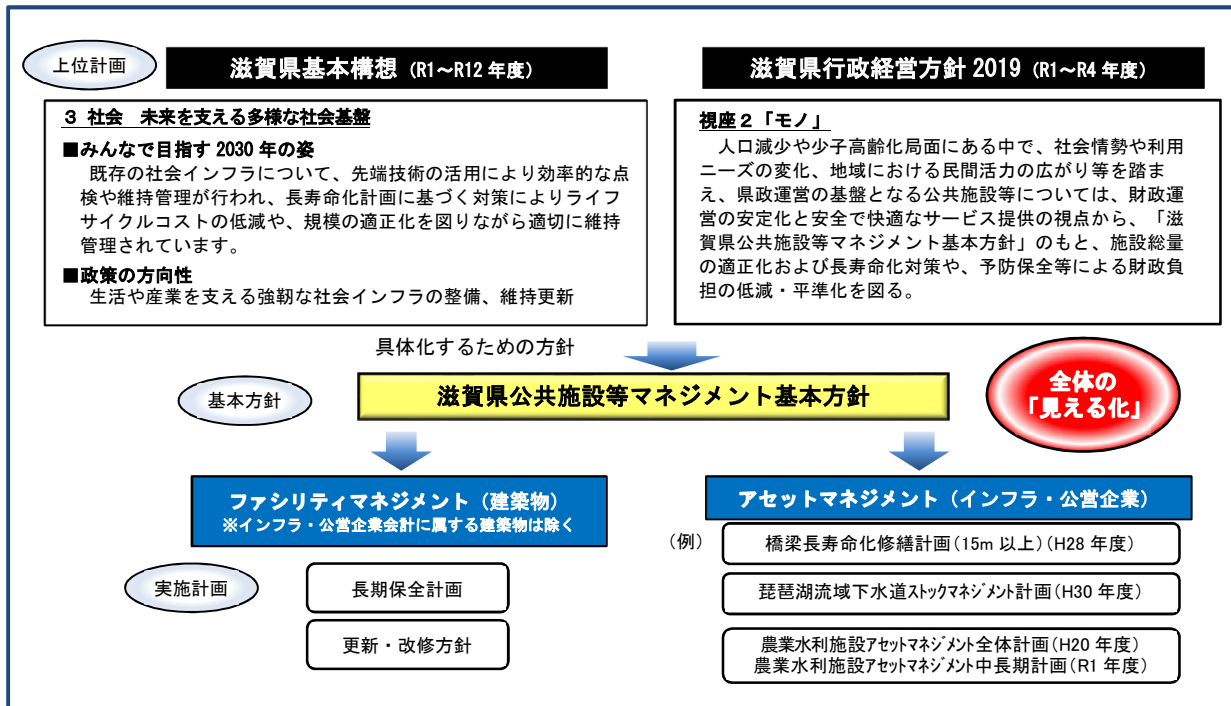 上位計画
滋賀県基本構想（R1～R12 年度）
滋賀県行政経営方針 2019（R1～R4 年度）
３ 社会　未来を支える多様な社会基盤
■みんなで目指す 2030 年の姿
既存の社会インフラについて、先端技術の活用により効率的な点
検や維持管理が行われ、長寿命化計画に基づく対策によりライフ
サイクルコストの低減や、規模の適正化を図りながら適切に維持
管理されています。
■政策の方向性
生活や産業を支える強靭な社会インフラの整備、維持更新
視座２「モノ」
人口減少や少子高齢化局面にある中で、社会情勢や利用
ニーズの変化、地域における民間活力の広がり等を踏ま
え、県政運営の基盤となる公共施設等については、財政運
営の安定化と安全で快適なサービス提供の視点から、「滋
賀県公共施設等マネジメント基本方針」のもと、施設総量
の適正化および長寿命化対策や、予防保全等による財政負
担の低減・平準化を図る。
具体化するための方針
基本方針
滋賀県公共施設等マネジメント基本方針
全体の
「見える化」
ファシリティマネジメント（建築物）
※インフラ・公営企業会計に属する建築物は除く
アセットマネジメント（インフラ・公営企業）
実施計画
長期保全計画
更新・改修方針
（例）
橋梁長寿命化修繕計画(15m 以上)(H28 年度)
琵琶湖流域下水道ｽﾄｯｸﾏﾈｼﾞﾒﾝﾄ計画(H30 年度)
農業水利施設ｱｾｯﾄﾏﾈｼﾞﾒﾝﾄ全体計画(H20 年度)
農業水利施設ｱｾｯﾄﾏﾈｼﾞﾒﾝﾄ中長期計画(R1 年度)